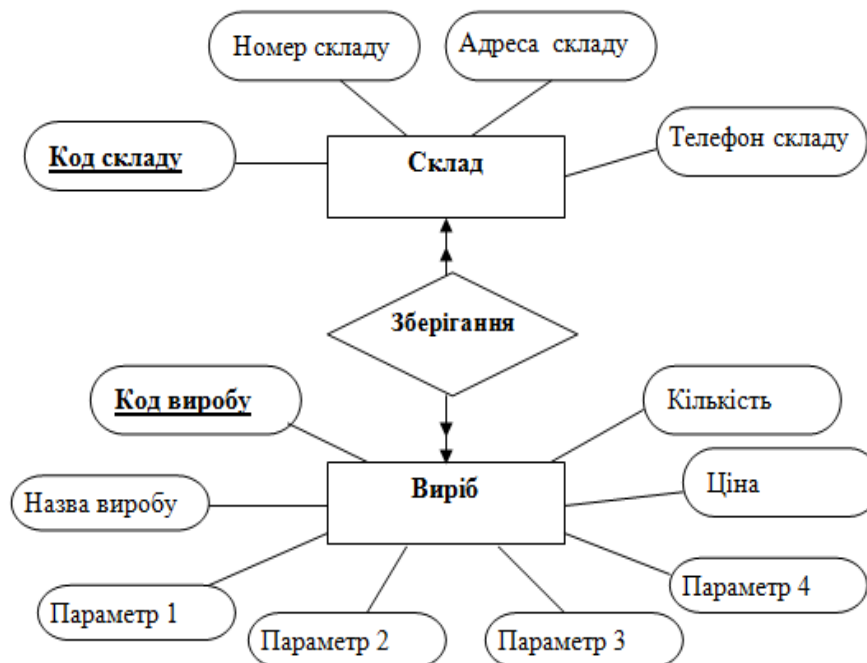 Номер складу
Адреса складу
Код складу
Склад
Телефон складу
Зберігання
Код виробу
Кількість
Назва виробу
Виріб
Ціна
Параметр 1
Параметр 2
Параметр 3
Параметр 4